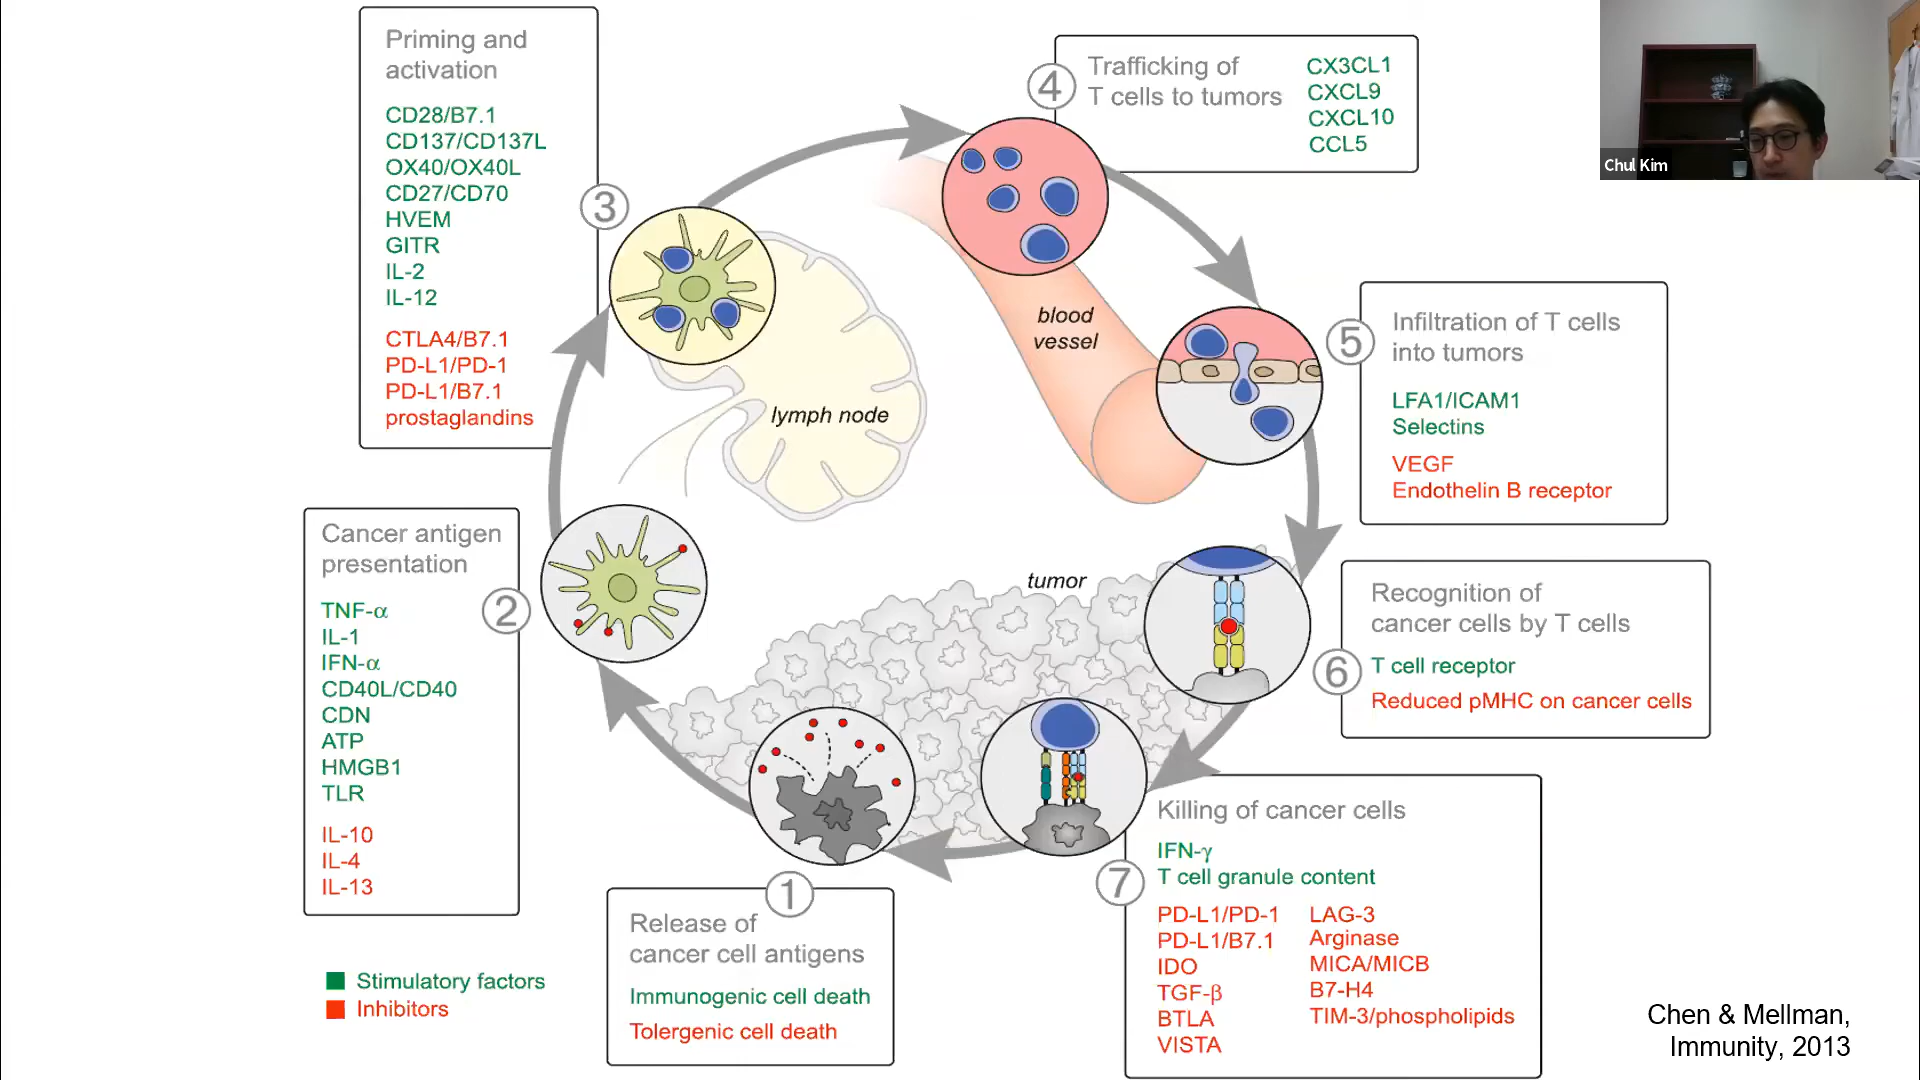 Priming and
activation
CD28/B7.1
CD137/CD137L
OX40/OX40L
CD27/CD70
HVEM
GITR
IL-2
IL-12
CTLA4/B7.1
PD-L1/PD-1
PD-L1/B7.1
prostaglandins
3
4
Trafficking of
T cells to tumors
CX3CL1
CXCL9
CXCL10
CCL5
Chul Kim
blood
vessel
lymph node
5
Infiltration of T cells
into tumors
LFA1/ICAM1
Selectins
VEGF
Endothelin B receptor
Cancer antigen
presentation
TNF-α
IL-1
IFN-α
CD40L/CD40
CDN
ATP
HMGB1
TLR
IL-10
IL-4
IL-13
2
tumor
6
Recognition of
cancer cells by T cells
T cell receptor
Reduced pMHC on cancer cells
7
Killing of cancer cells
IFN-γ
T cell granule content
PD-L1/PD-1
PD-L1/B7.1
IDO
TGF-β
BTLA
VISTA
LAG-3
Arginase
MICA/MICB
B7-H4
TIM-3/phospholipids
1
Release of
cancer cell antigens
Immunogenic cell death
Tolergenic cell death
Stimulatory factors
Inhibitors
Chen & Mellman,
Immunity, 2013